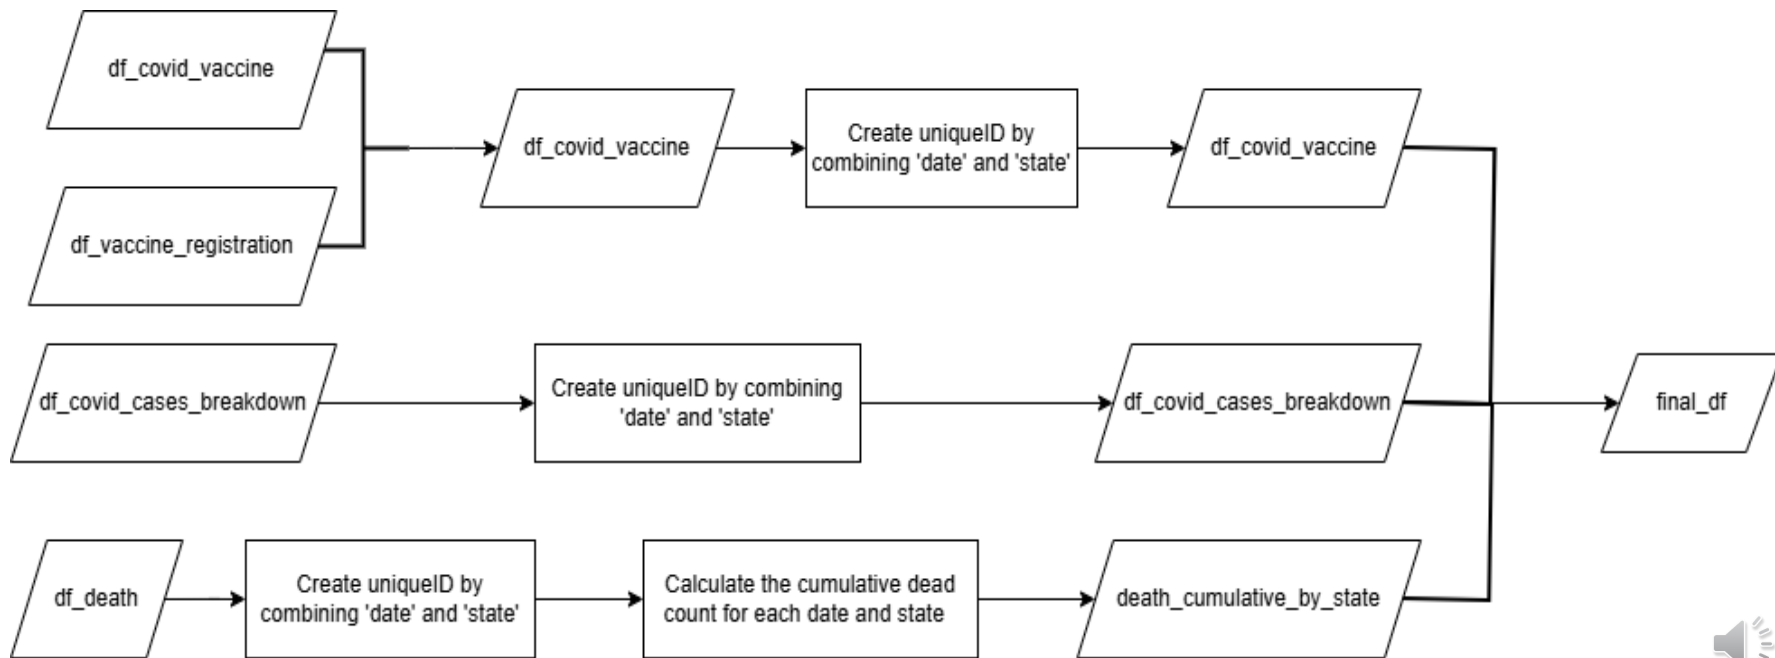 df_covid_vaccine
df_vaccine_registration
df_covid_vaccine
Create uniqueID by
combining 'date' and 'state'
df_covid_vaccine
df_covid_cases_breakdown
Create uniqueID by combining
'date' and 'state'
df_covid_cases_breakdown
final_df
df_death
Create uniqueID by
combining 'date' and 'state'
Calculate the cumulative dead
count for each date and state
death_cumulative_by_state